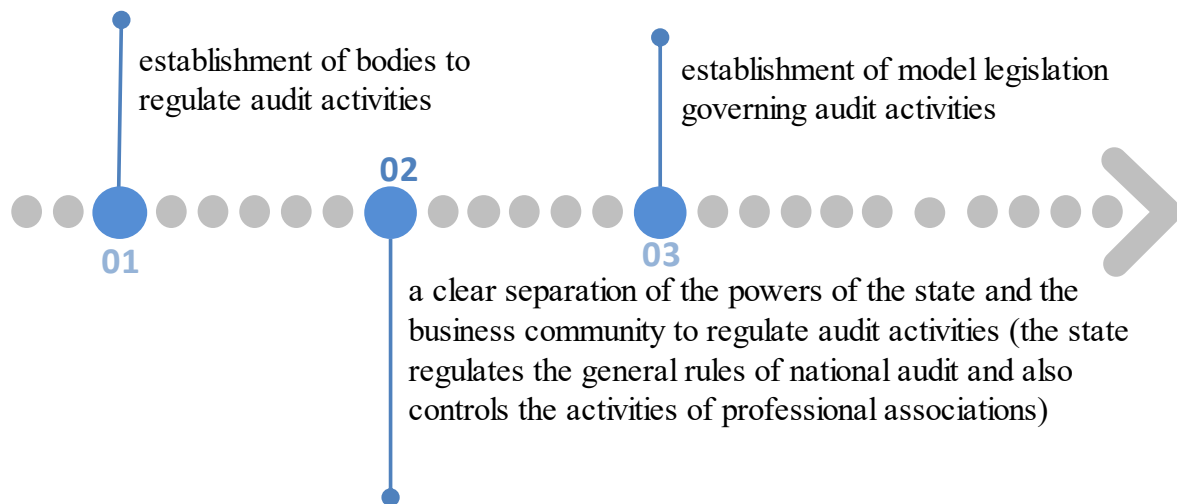 establishment of bodies to
regulate audit activities
01
02
a clear separation of the powers of the state and the
business community to regulate audit activities (the state
regulates the general rules of national audit and also
controls the activities of professional associations)
establishment of model legislation
governing audit activities
03